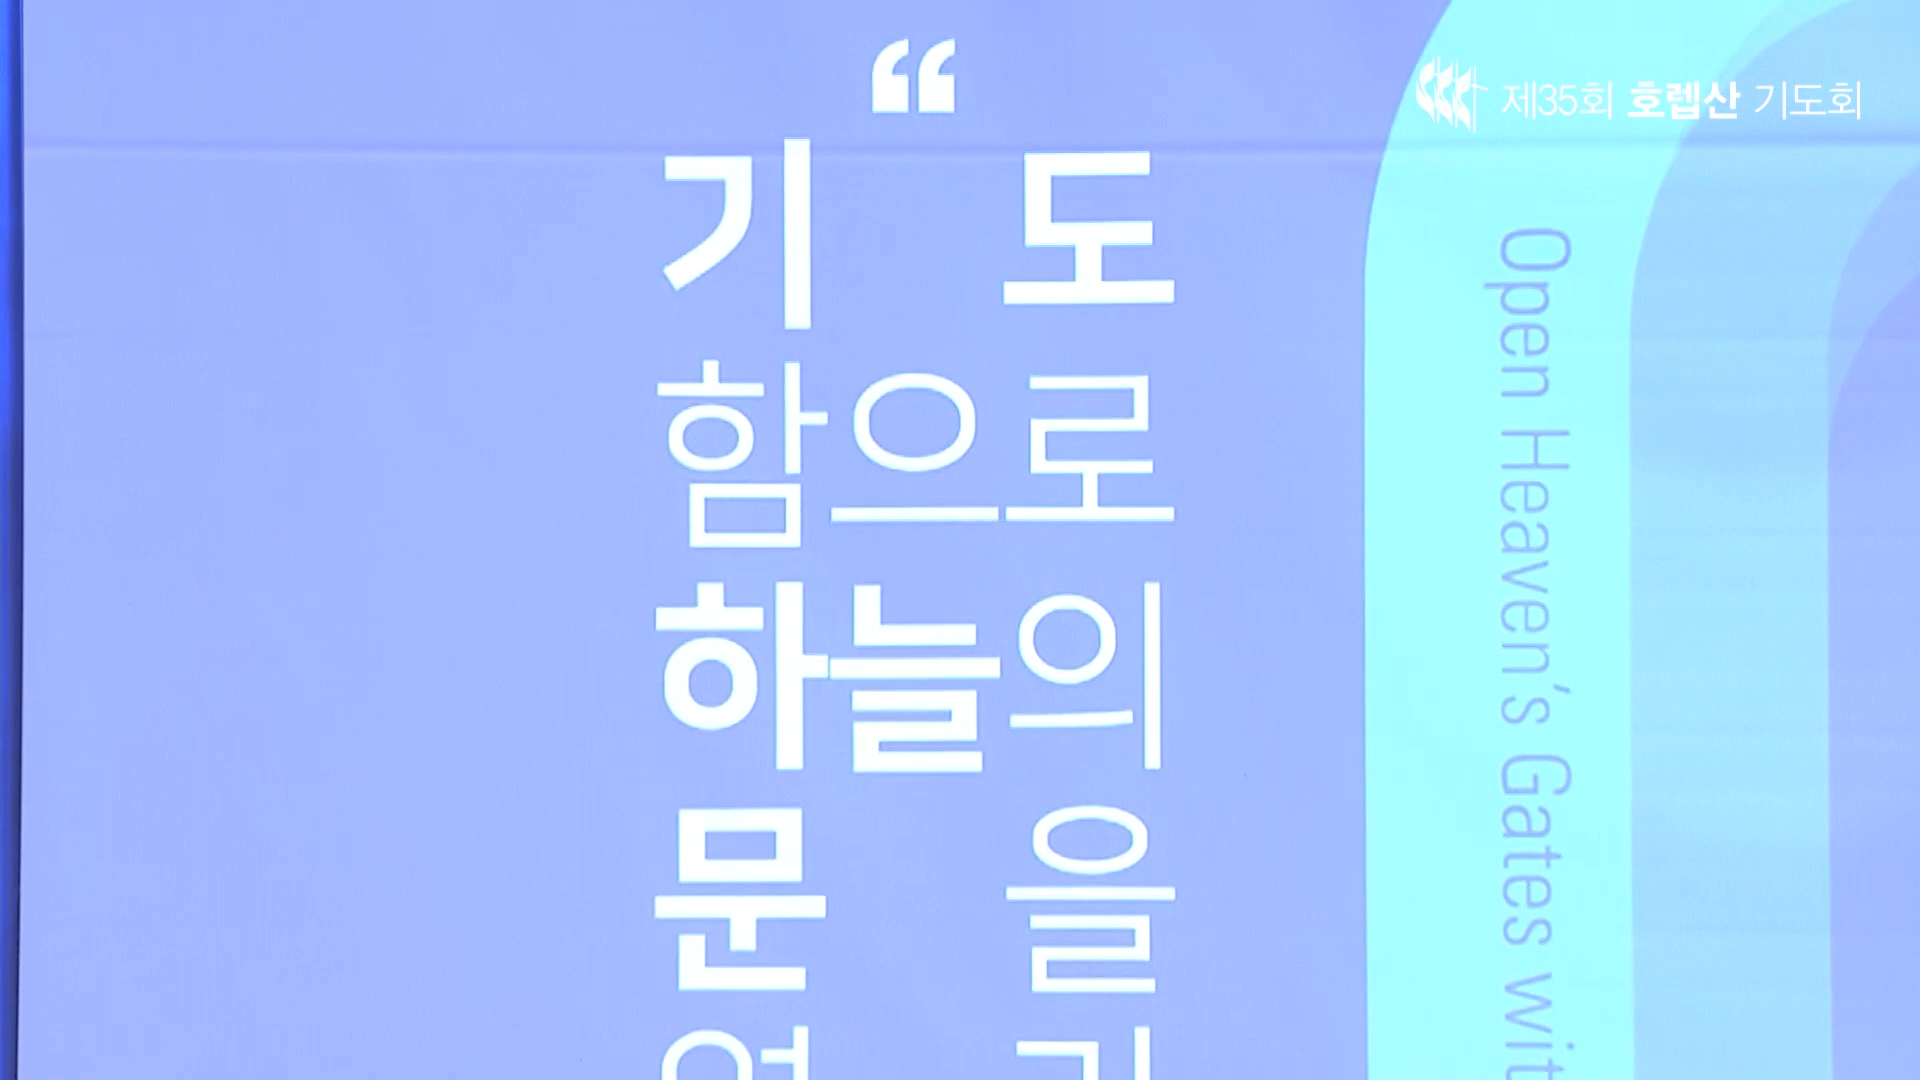 제35회 호렙산 기도회
“
기 도
함으로
하늘의
문 을
Open Heaven's Gates